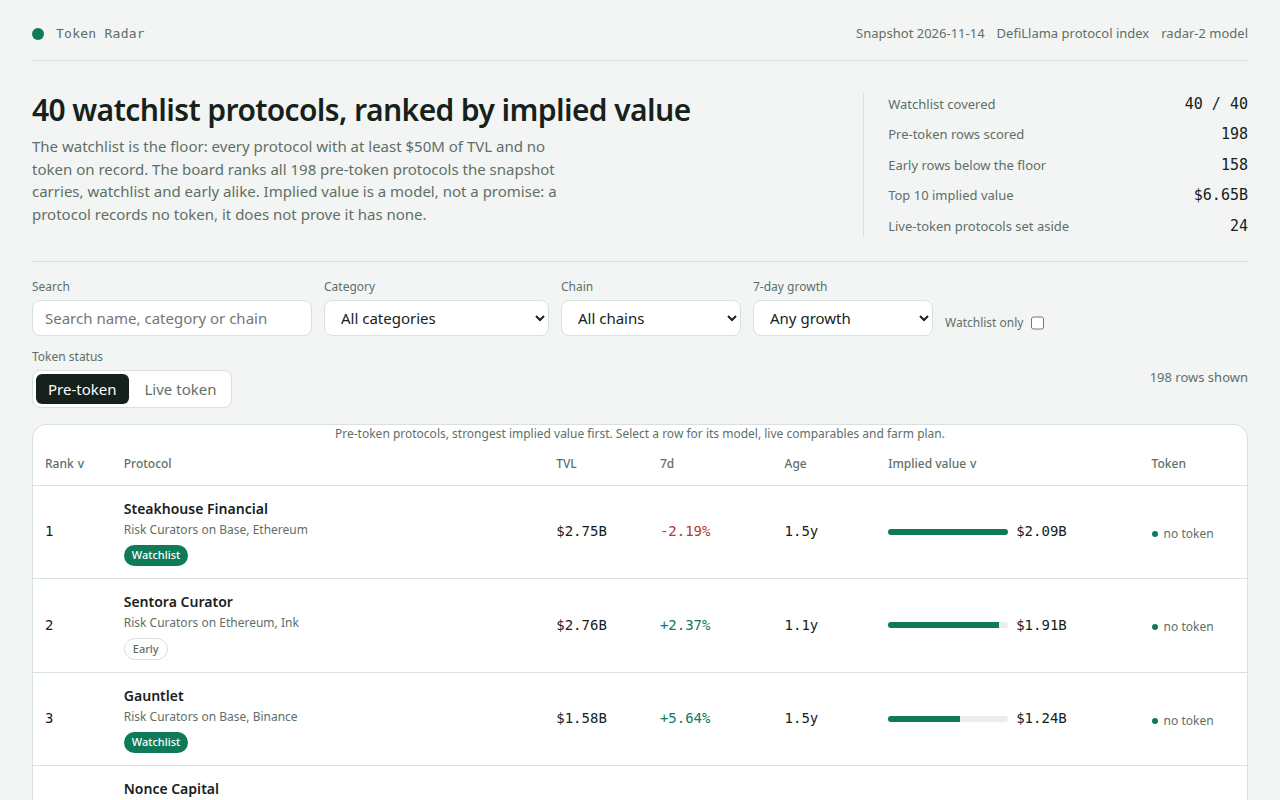 Token Radar
Snapshot 2026-11-14 DefiLlama protocol index radar-2 model
40 watchlist protocols, ranked by implied value
The watchlist is the floor: every protocol with at least $50M of TVL and no
token on record. The board ranks all 198 pre-token protocols the snapshot
carries, watchlist and early alike. Implied value is a model, not a promise: a
protocol records no token, it does not prove it has none.
Watchlist covered 40 / 40
Pre-token rows scored 198
Early rows below the floor 158
Top 10 implied value $6.65B
Live-token protocols set aside 24
Search Category Chain 7-day growth
Search name, category or chain All categories All chains Any growth Watchlist only
Token status
Pre-token Live token 198 rows shown
Pre-token protocols, strongest implied value first. Select a row for its model, live comparables and farm plan.
Rank v Protocol TVL 7d Age Implied value v Token
Steakhouse Financial
Risk Curators on Base, Ethereum
1 $2.75B -2.19% 1.5y $2.09B no token
Watchlist
Sentora Curator
Risk Curators on Ethereum, Ink
2 $2.76B +2.37% 1.1y $1.91B no token
Early
Gauntlet
Risk Curators on Base, Binance
3 $1.58B +5.64% 1.5y $1.24B no token
Watchlist
Nonce Capital